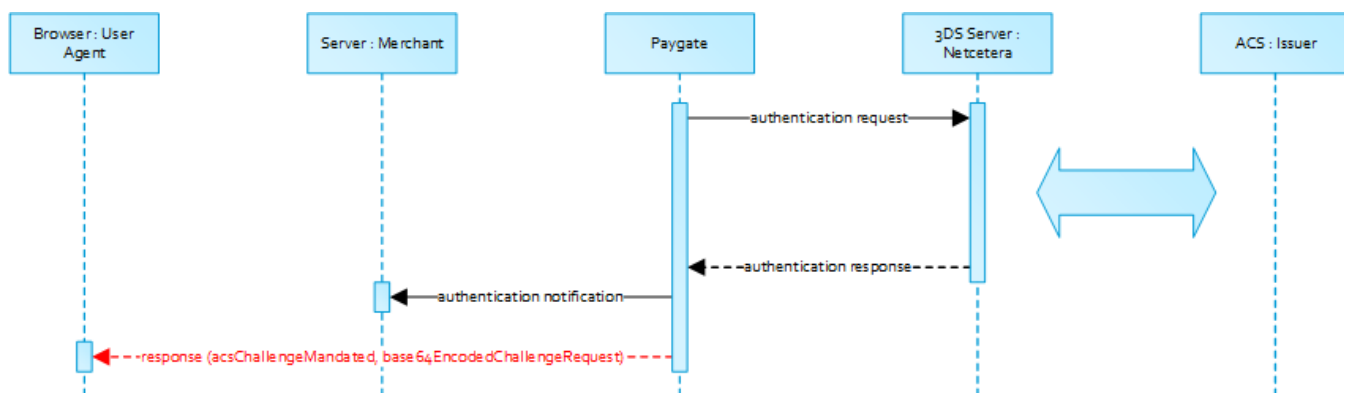 Browser : User
Agent
Server : Merchant
Paygate
3DS Server :
Netcetera
ACS : Issuer
authentication request
authentication response
authentication notification
response (acsChallengeMandated, base64EncodedChallengeRequest)